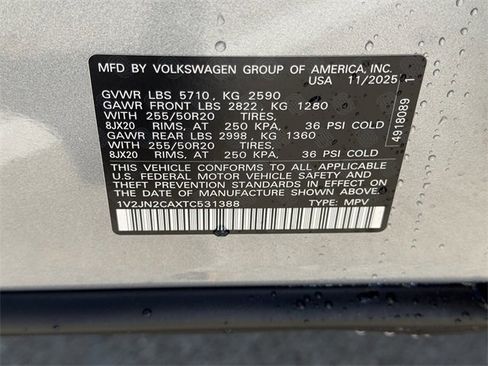 MFD BY VOLKSWAGEN GROUP OF AMERICA, INC.
USA 11/2025 1
GVWR LBS 5710, KG 2590
GAWR FRONT LBS 2822, KG 1280
WITH 255/50R20 TIRES,
8JX20 RIMS, AT 250 KPA, 36 PSI COLD
GAWR REAR LBS 2998, KG 1360
WITH 255/50R20 TIRES,
8JX20 RIMS, AT 250 KPA, 36 PSI COLD
THIS VEHICLE CONFORMS TO ALL APPLICABLE
U.S. FEDERAL MOTOR VEHICLE SAFETY AND
THEFT PREVENTION STANDARDS IN EFFECT ON
THE DATE OF MANUFACTURE SHOWN ABOVE.
1V2JN2CAXTC531388 TYPE: MPV
4918089